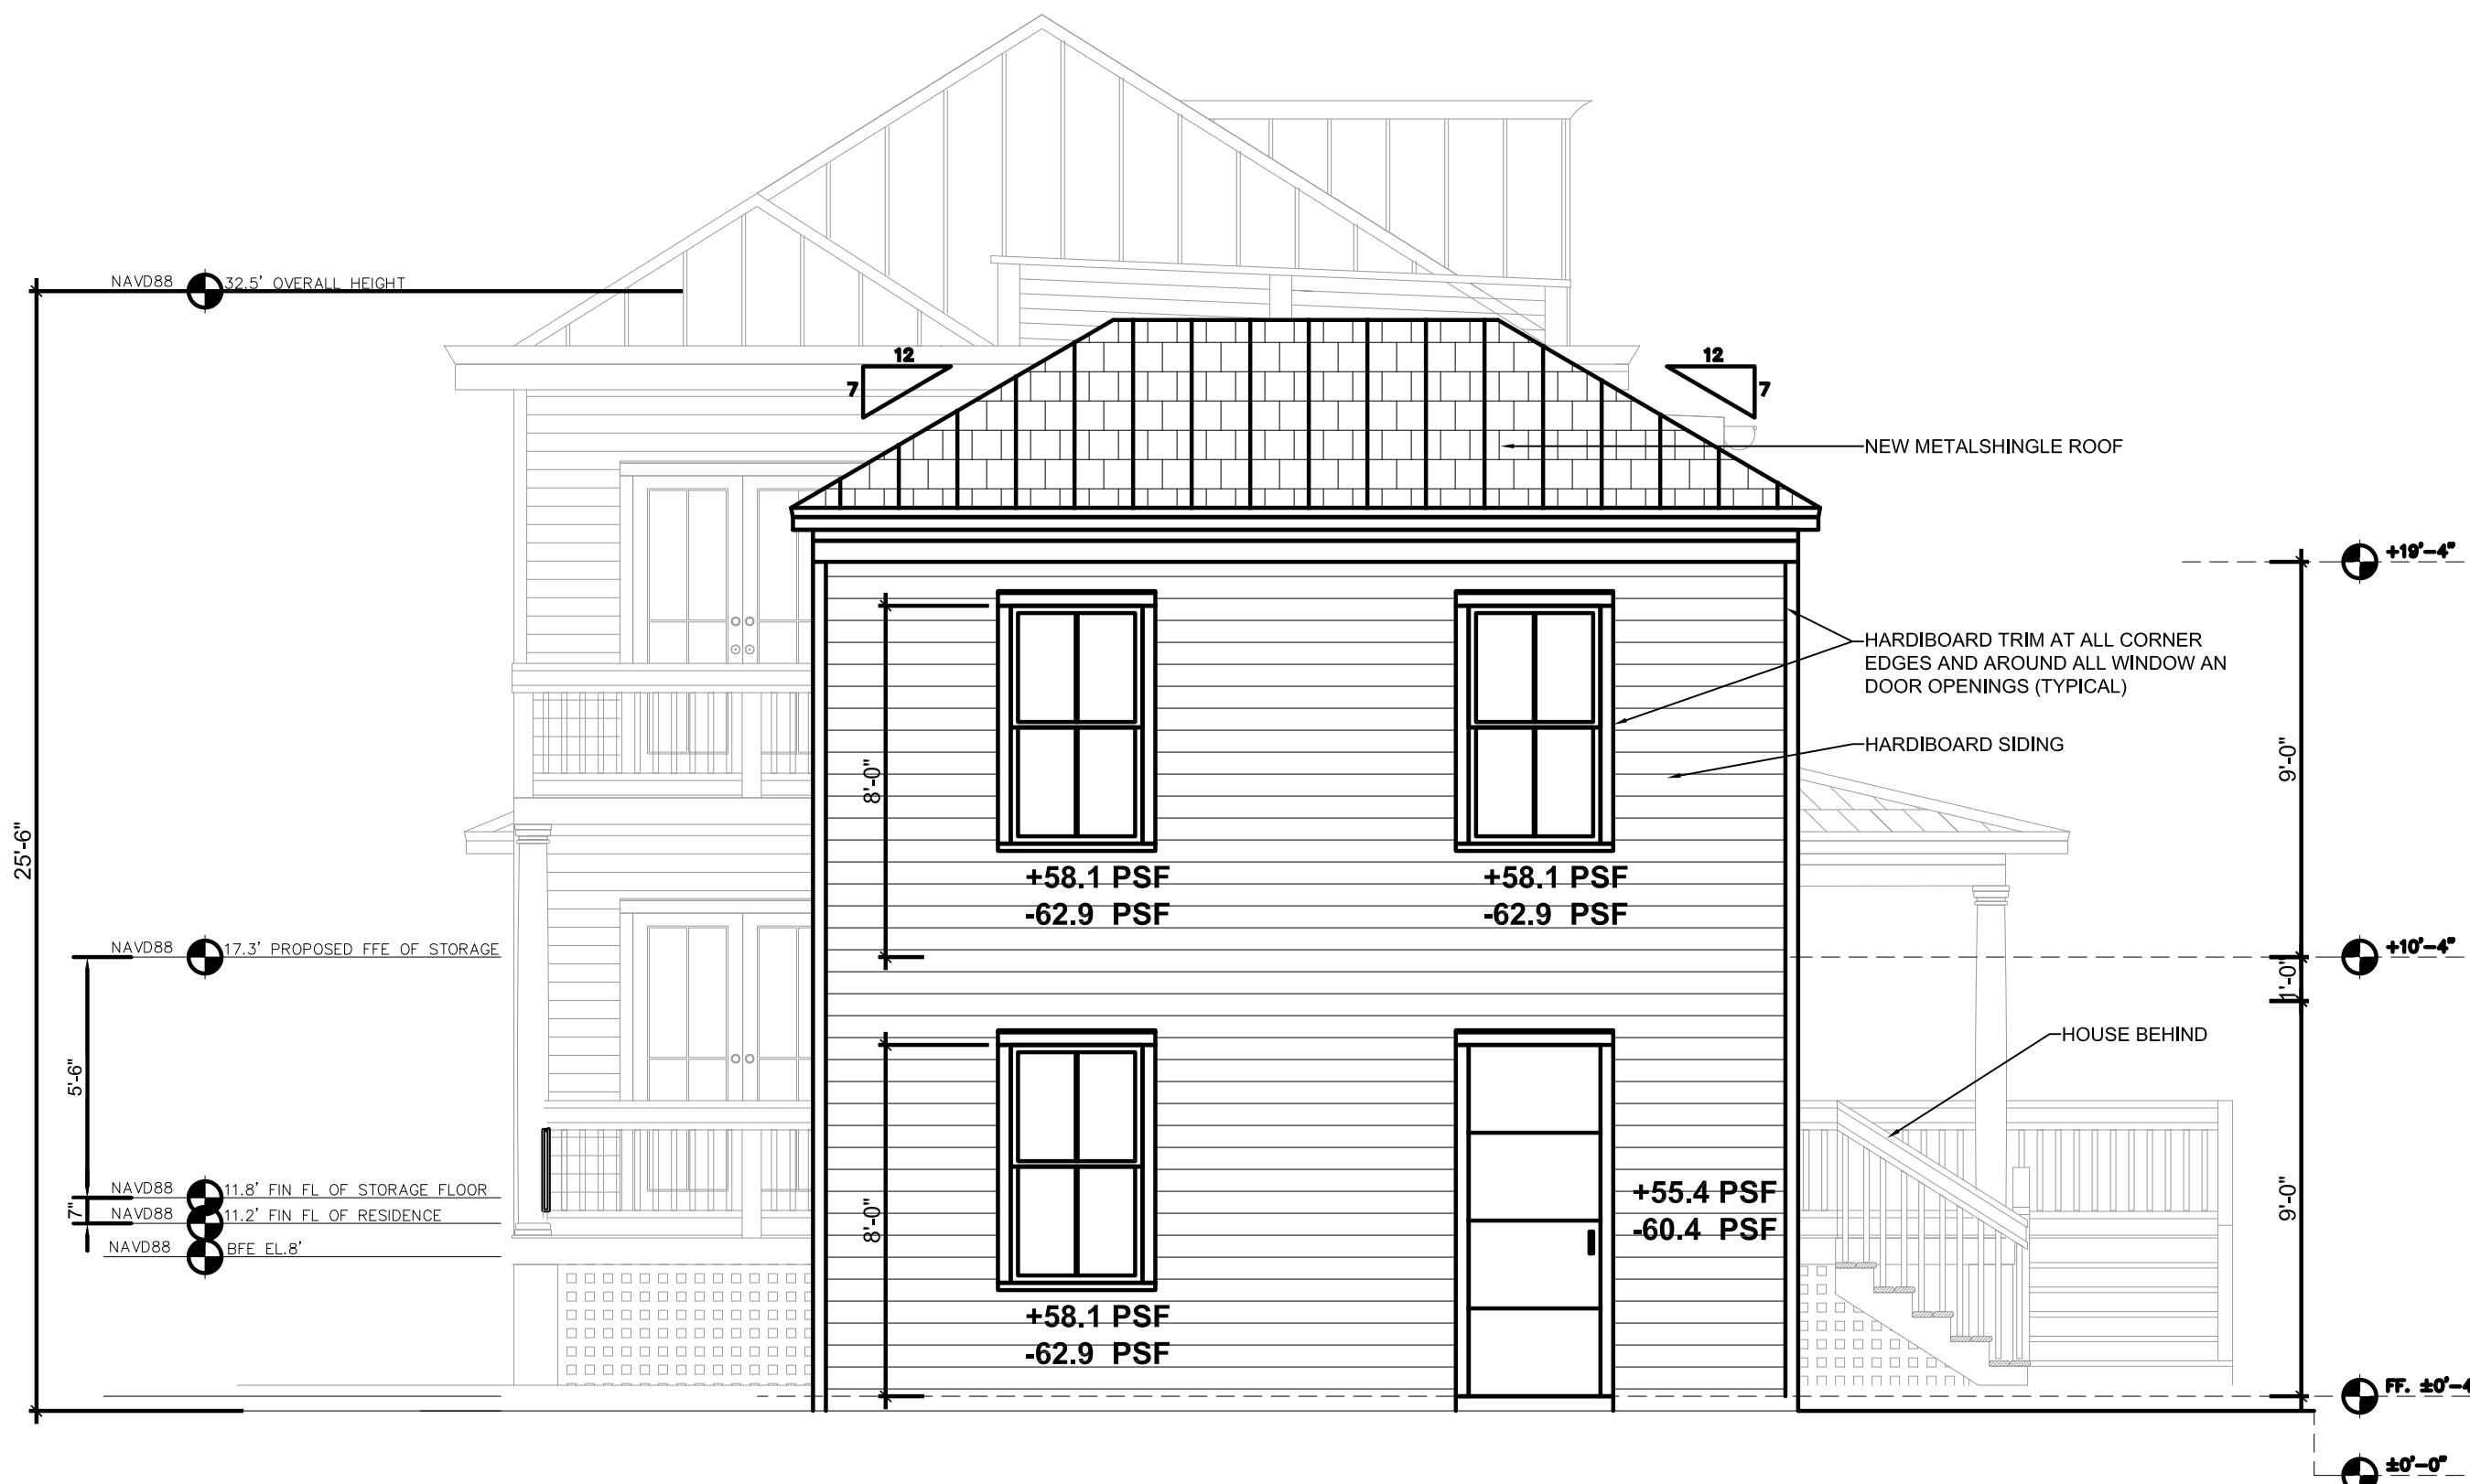 NAVD88 32.5' OVERALL HEIGHT
12
7
12
7
NEW METALSHINGLE ROOF
+19'-4"
HARDIBOARD TRIM AT ALL CORNER
EDGES AND AROUND ALL WINDOW AN
DOOR OPENINGS (TYPICAL)
HARDIBOARD SIDING
8'-0"
9'-0"
25'-6"
+58.1 PSF
-62.9 PSF
+58.1 PSF
-62.9 PSF
NAVD88 17.3' PROPOSED FFE OF STORAGE
+10'-4"
1'-0"
HOUSE BEHIND
5'-6"
NAVD88 11.8' FIN FL OF STORAGE FLOOR
7"
NAVD88 11.2' FIN FL OF RESIDENCE
NAVD88 BFE EL.8'
8'-0"
+55.4 PSF
-60.4 PSF
9'-0"
+58.1 PSF
-62.9 PSF
FF. ±0'-4
±0'-0"